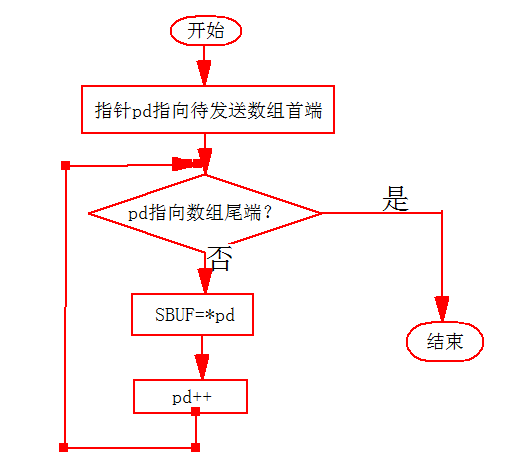 开始
指针pd指向待发送数组首端
pd指向数组尾端?
是
否
SBUF=*pd
结束
pd++